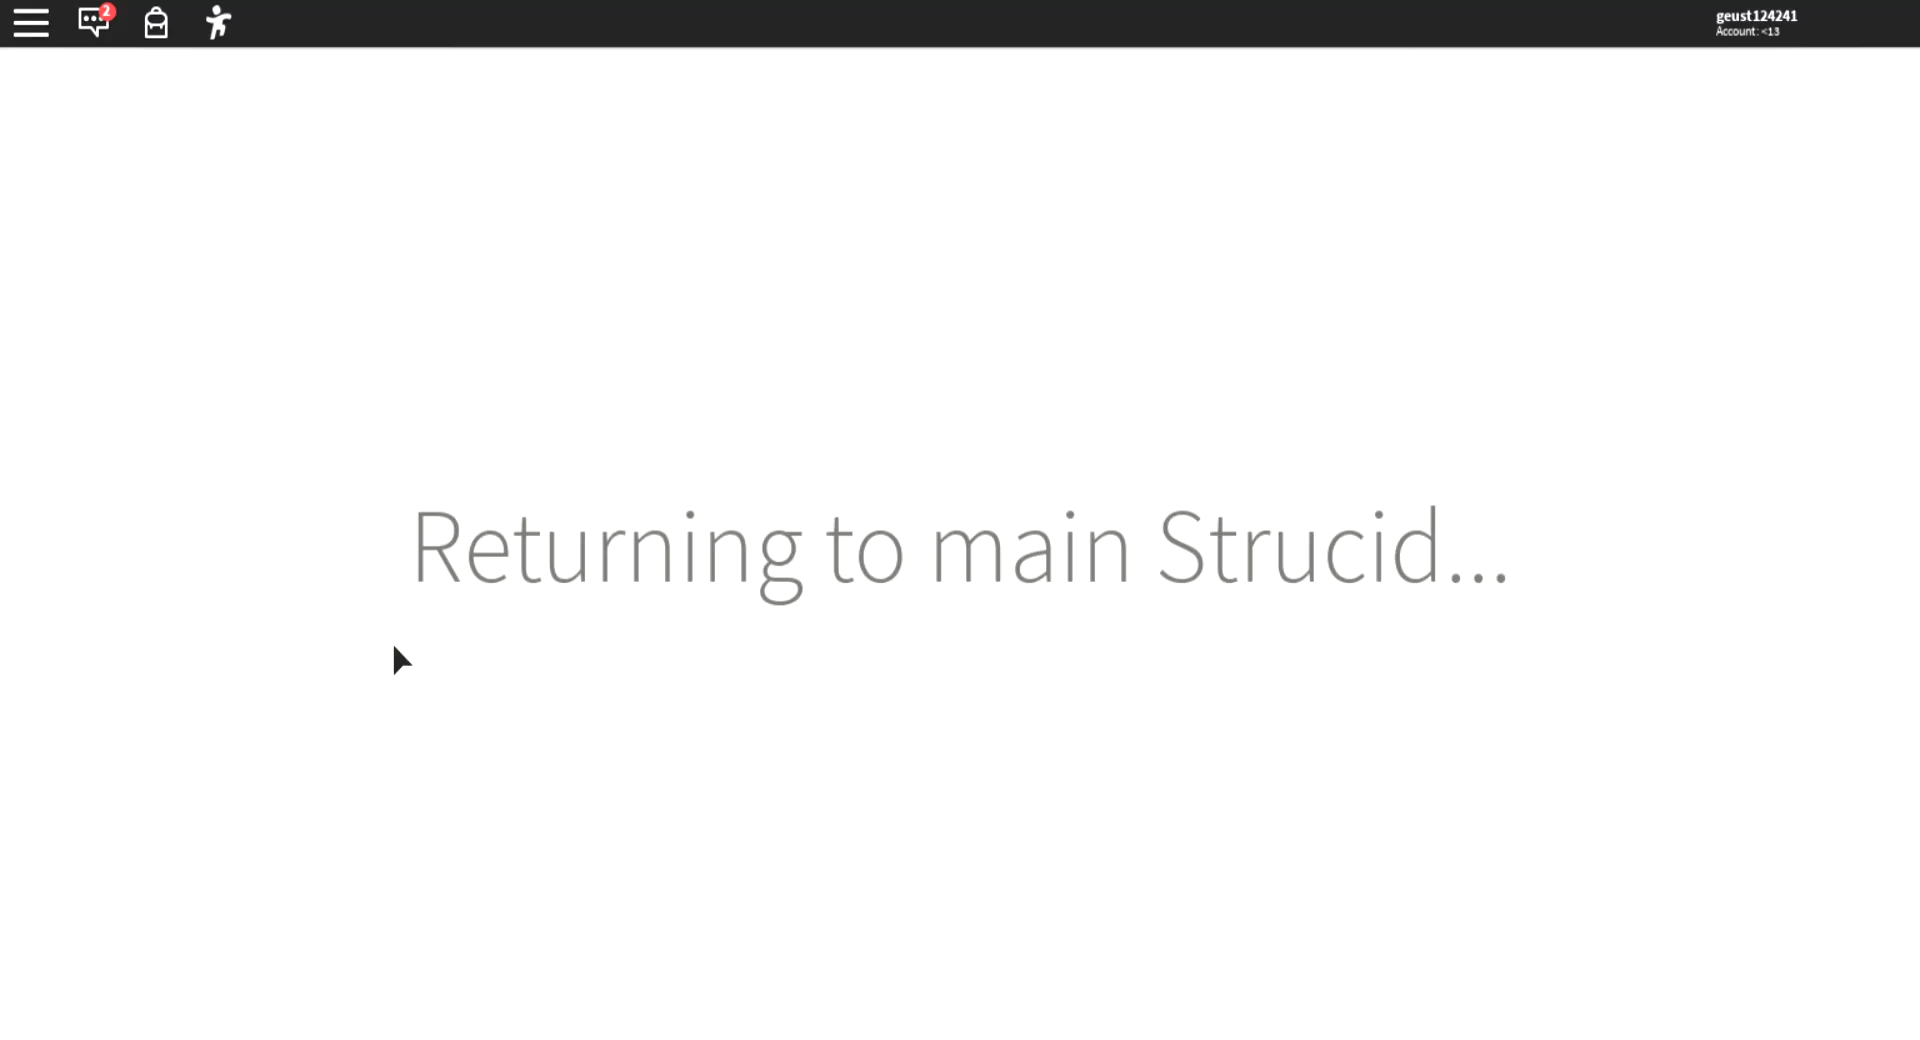 2
geust124241
Account: <13
Returning to main Strucid...